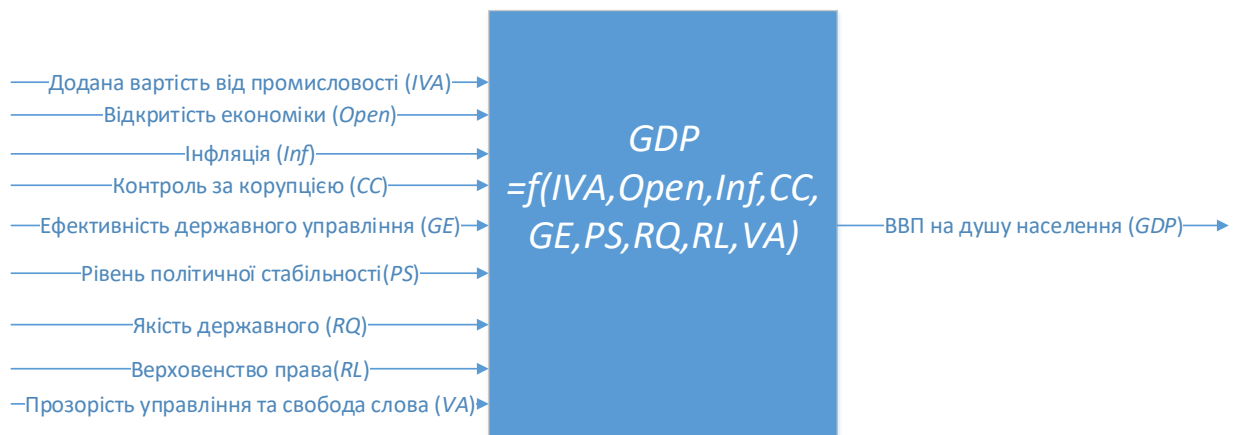 Додана вартість від промисловості (IVA)
Відкритість економіки (Open)
Інфляція (Inf)
Контроль за корупцією (CC)
Ефективність державного управління (GE)
Рівень політичної стабільності(PS)
Якість державного (RQ)
Верховенство права(RL)
Прозорість управління та свобода слова (VA)
GDP
=f(IVA,Open,Inf,CC,
GE,PS,RQ,RL,VA)
ВВП на душу населення (GDP)